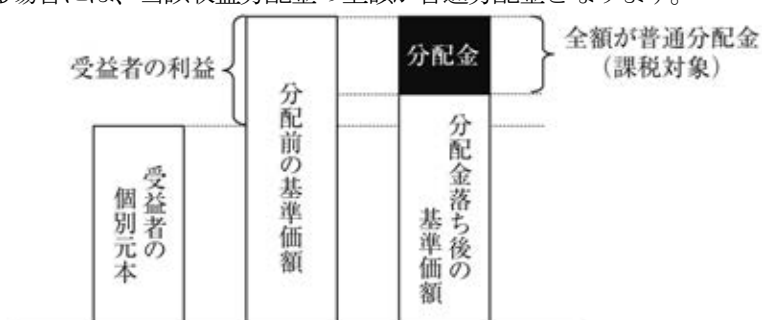 場合には、当該収益分配金の全額が普通分配金となります。
受益者の利益
分配金
全額が普通分配金
(課税対象)
受益者の
個別元本
分配前の基準価額
分配金落ち後の
基準価額